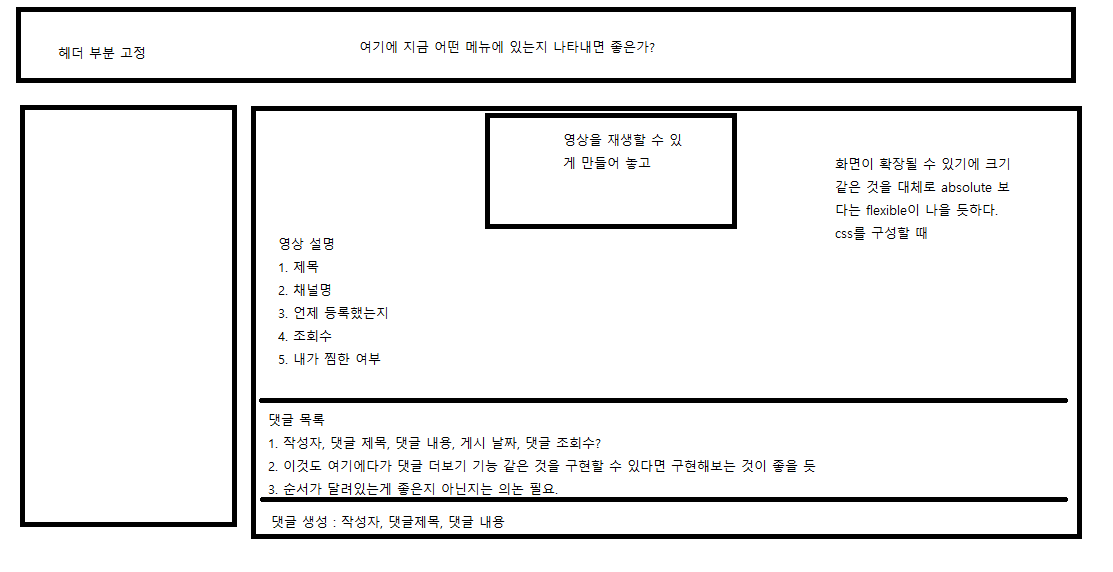 헤더 부분 고정
여기에 지금 어떤 메뉴에 있는지 나타내면 좋은가?
영상을 재생할 수 있
게 만들어 놓고
화면이 확장될 수 있기에 크기
같은 것을 대체로 absolute 보
다는 flexible이 나을 듯하다.
css를 구성할 때
영상 설명
1. 제목
2. 채널명
3. 언제 등록했는지
4. 조회수
5. 내가 찜한 여부
댓글 목록
1. 작성자, 댓글 제목, 댓글 내용, 게시 날짜, 댓글 조회수?
2. 이것도 여기에다가 댓글 더보기 기능 같은 것을 구현할 수 있다면 구현해보는 것이 좋을 듯
3. 순서가 달려있는게 좋은지 아닌지는 의논 필요.
댓글 생성 : 작성자, 댓글제목, 댓글 내용